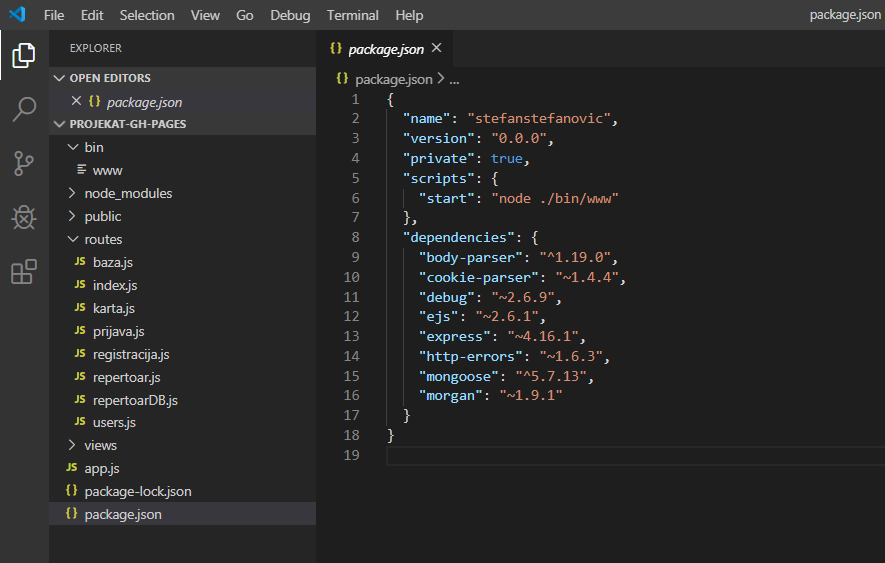 File Edit Selection View Go Debug Terminal Help package.json
EXPLORER
OPEN EDITORS
package.json
PROJEKAT-GH-PAGES
bin
www
node_modules
public
routes
JS baza.js
JS index.js
JS karta.js
JS prijava.js
JS registracija.js
JS repertoar.js
JS repertoarDB.js
JS users.js
views
JS app.js
{} package-lock.json
{} package.json
{} package.json
{} package.json > ...
1 {
2 "name": "stefanstefanovic",
3 "version": "0.0.0",
4 "private": true,
5 "scripts": {
6 "start": "node ./bin/www"
7 },
8 "dependencies": {
9 "body-parser": "^1.19.0",
10 "cookie-parser": "~1.4.4",
11 "debug": "~2.6.9",
12 "ejs": "~2.6.1",
13 "express": "~4.16.1",
14 "http-errors": "~1.6.3",
15 "mongoose": "^5.7.13",
16 "morgan": "~1.9.1"
17 }
18 }
19